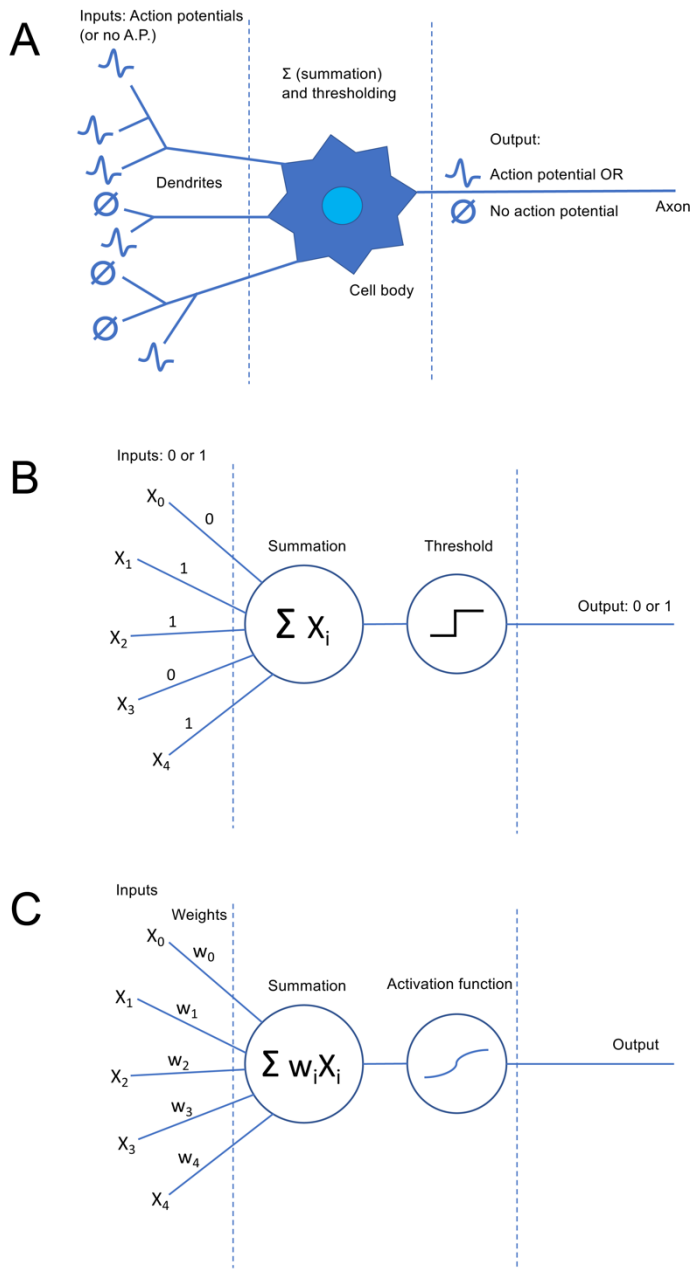 A
Inputs: Action potentials
(or no A.P.)
Σ (summation)
and thresholding
Dendrites
Output:
Action potential OR
No action potential
Axon
Cell body
B
Inputs: 0 or 1
X0
0
X1
1
X2
1
X3
0
X4
1
Summation
Σ Xi
Threshold
Output: 0 or 1
C
Inputs
Weights
X0
w0
X1
w1
X2
w2
X3
w3
X4
w4
Summation
Σ wiXi
Activation function
Output